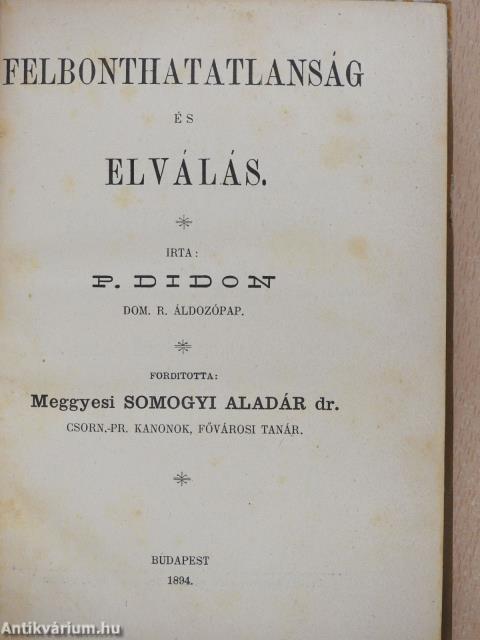 FELBONTHATATLANSÁG
ÉS
ELVÁLÁS.
IRTA:
P. DIDON
DOM. R. ÁLDOZÓPAP.
FORDITOTTA:
Meggyesi SOMOGYI ALADÁR dr.
CSORN.-PR. KANONOK, FŐVÁROSI TANÁR.
BUDAPEST
1894.
Antikvárium.hu